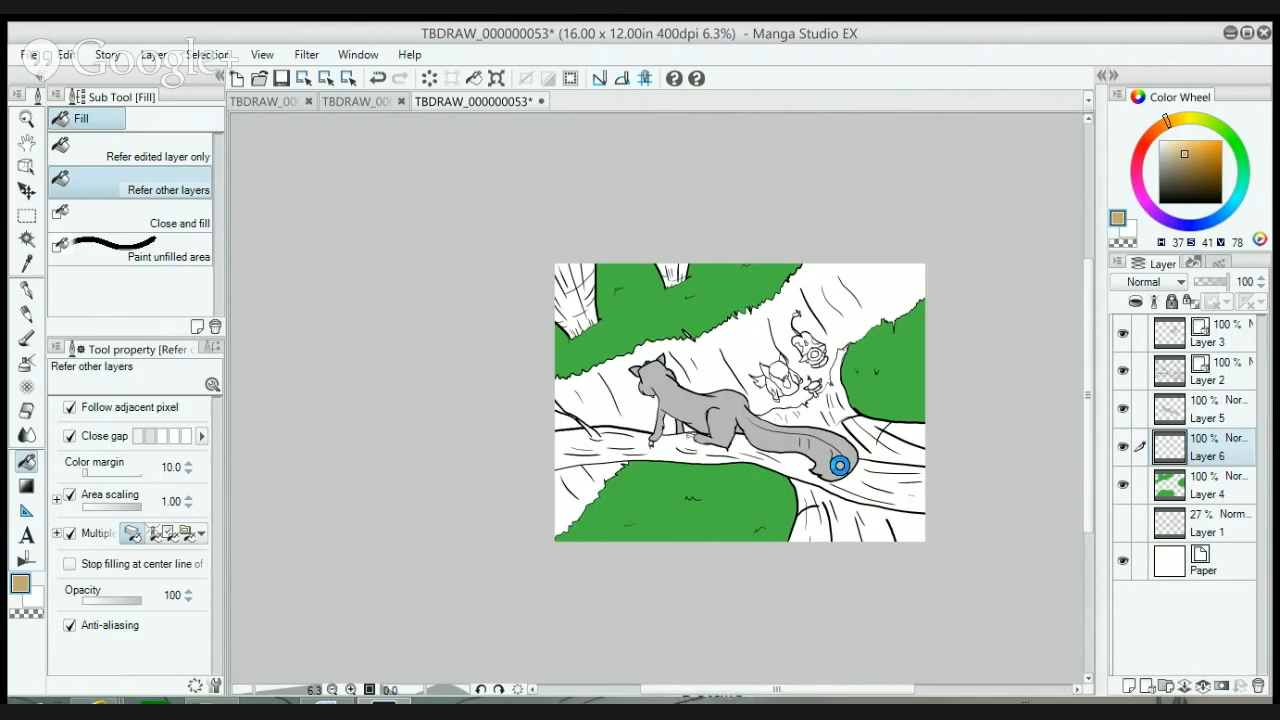 TBDRAW_000000053* (16.00 x 12.00in 400dpi 6.3%) - Manga Studio EX
File Edit Story Layer Selection View Filter Window Help
Google+
Sub Tool [Fill]
TBDRAW_00 TBDRAW_00 TBDRAW_000000053*
Color Wheel
Fill
Refer edited layer only
Refer other layers
Close and fill
Paint unfilled area
H 37 S 41 V 78
Layer
Normal 100
100 % N
Layer 3
100 % N
Layer 2
100 % Nor...
Layer 5
100 % Nor...
Layer 6
100 % Nor...
Layer 4
27 % Norm...
Layer 1
Paper
Tool property [Refer
Refer other layers
Follow adjacent pixel
Close gap
Color margin 10.0
Area scaling 1.00
Multiple
Stop filling at center line of
Opacity 100
Anti-aliasing
6.3 0.0